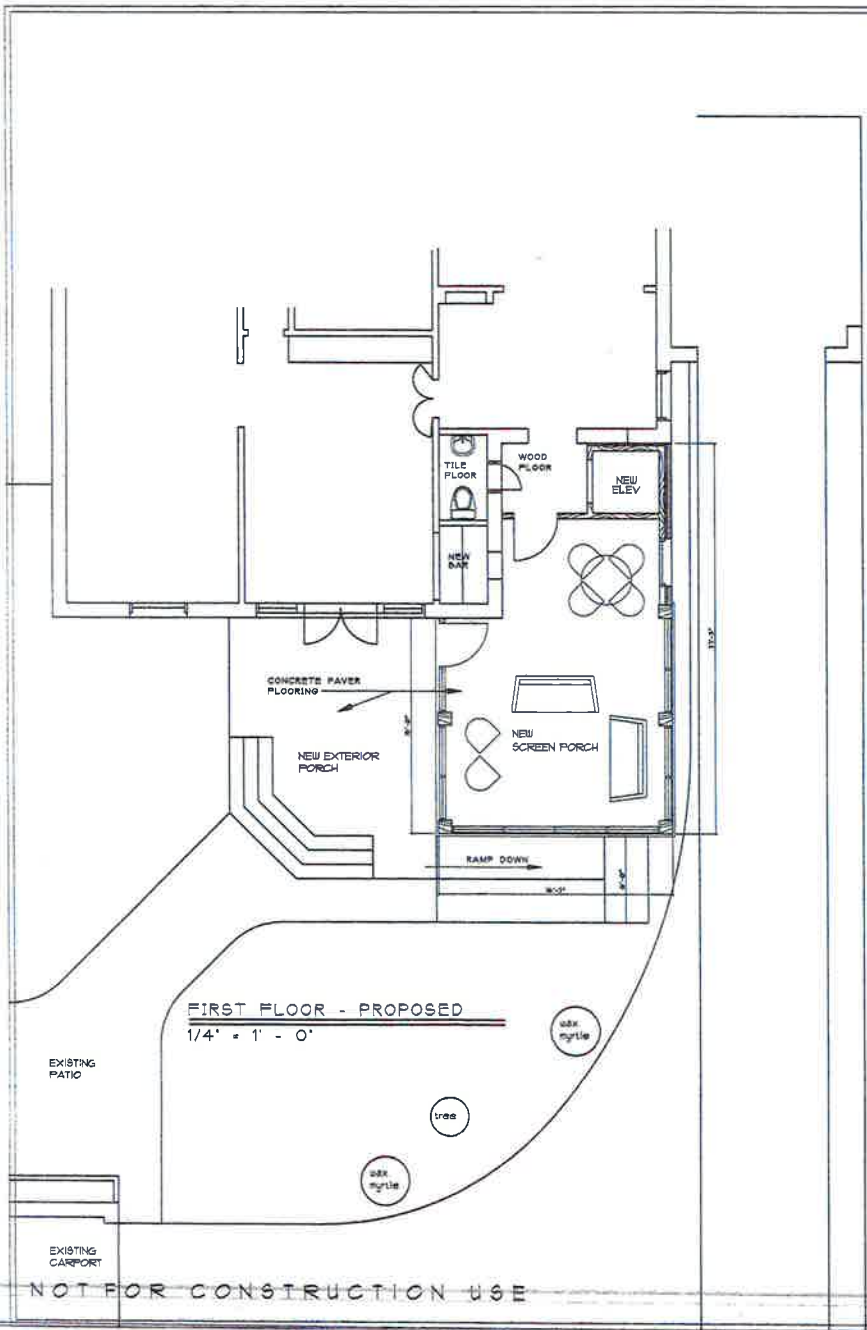 TILE
FLOOR
WOOD
FLOOR
NEW
ELEV
NEW
BAR
CONCRETE PAVER
FLOORING
NEW EXTERIOR
PORCH
NEW
SCREEN PORCH
RAMP DOWN
FIRST FLOOR - PROPOSED
1/4" = 1' - 0"
wax
myrtle
EXISTING
PATIO
tree
wax
myrtle
EXISTING
CARPORT
NOT FOR CONSTRUCTION USE